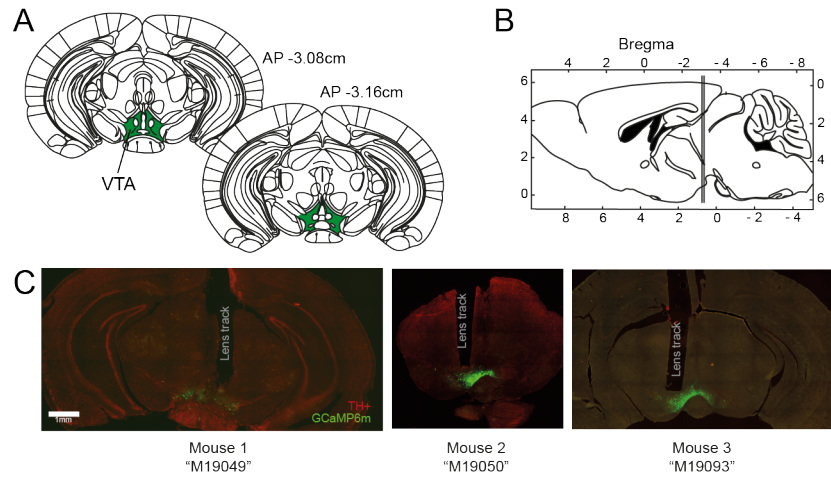 A
AP -3.08cm
AP -3.16cm
VTA
B
Bregma
4 2 0 -2 - 4 - 6 - 8
6 0
4 2
2 4
0 6
8 6 4 2 0 - 2 - 4
C
Lens track
TH+
GCaMP6m
1mm
Lens track
Lens track
Mouse 1
“M19049”
Mouse 2
“M19050”
Mouse 3
“M19093”